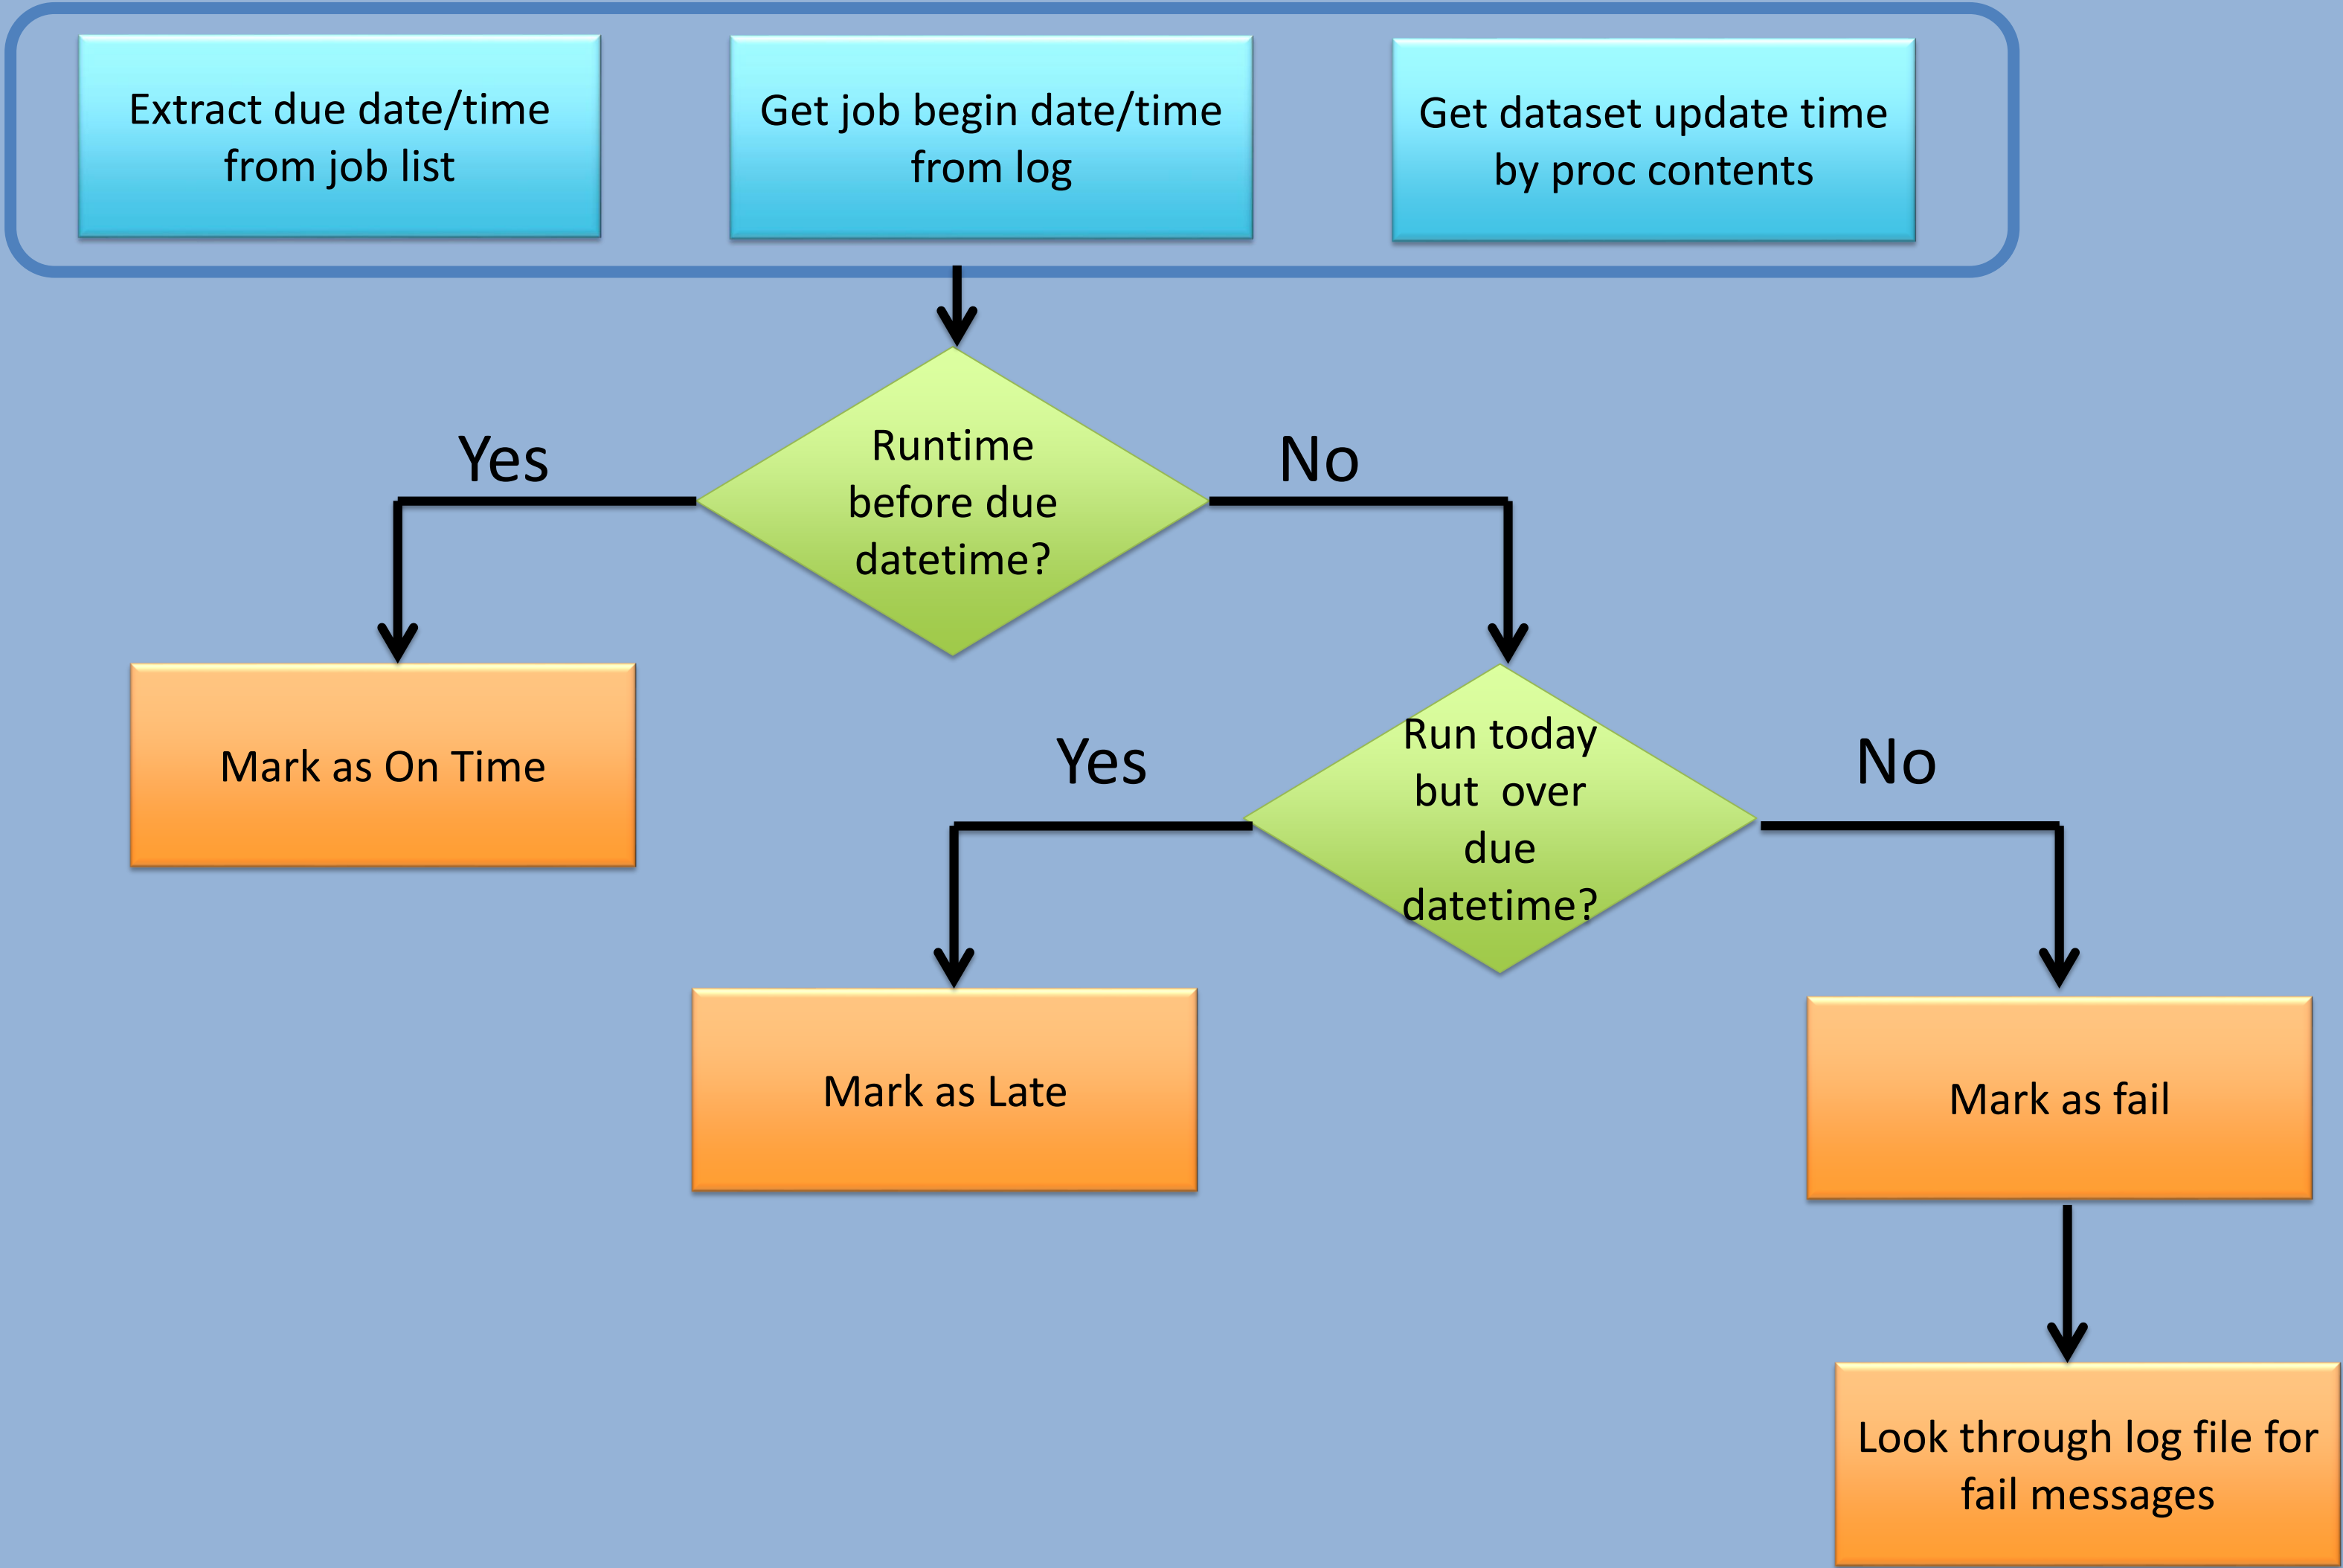 Extract due date/time
from job list
Get job begin date/time
from log
Get dataset update time
by proc contents
Runtime
before due
datetime?
Yes
No
Mark as On Time
Run today
but  over
due
datetime?
Yes
No
Mark as Late
Mark as fail
Look through log file for
fail messages